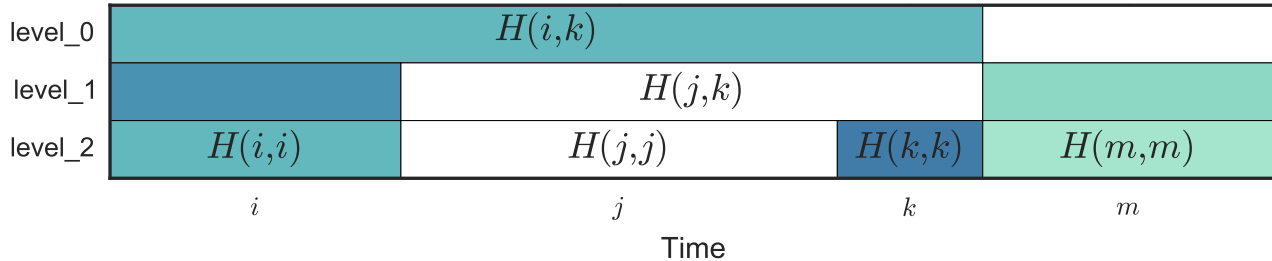 level_0 H(i,k)
level_1 H(j,k)
level_2 H(i,i) H(j,j) H(k,k) H(m,m)
i j k m
Time